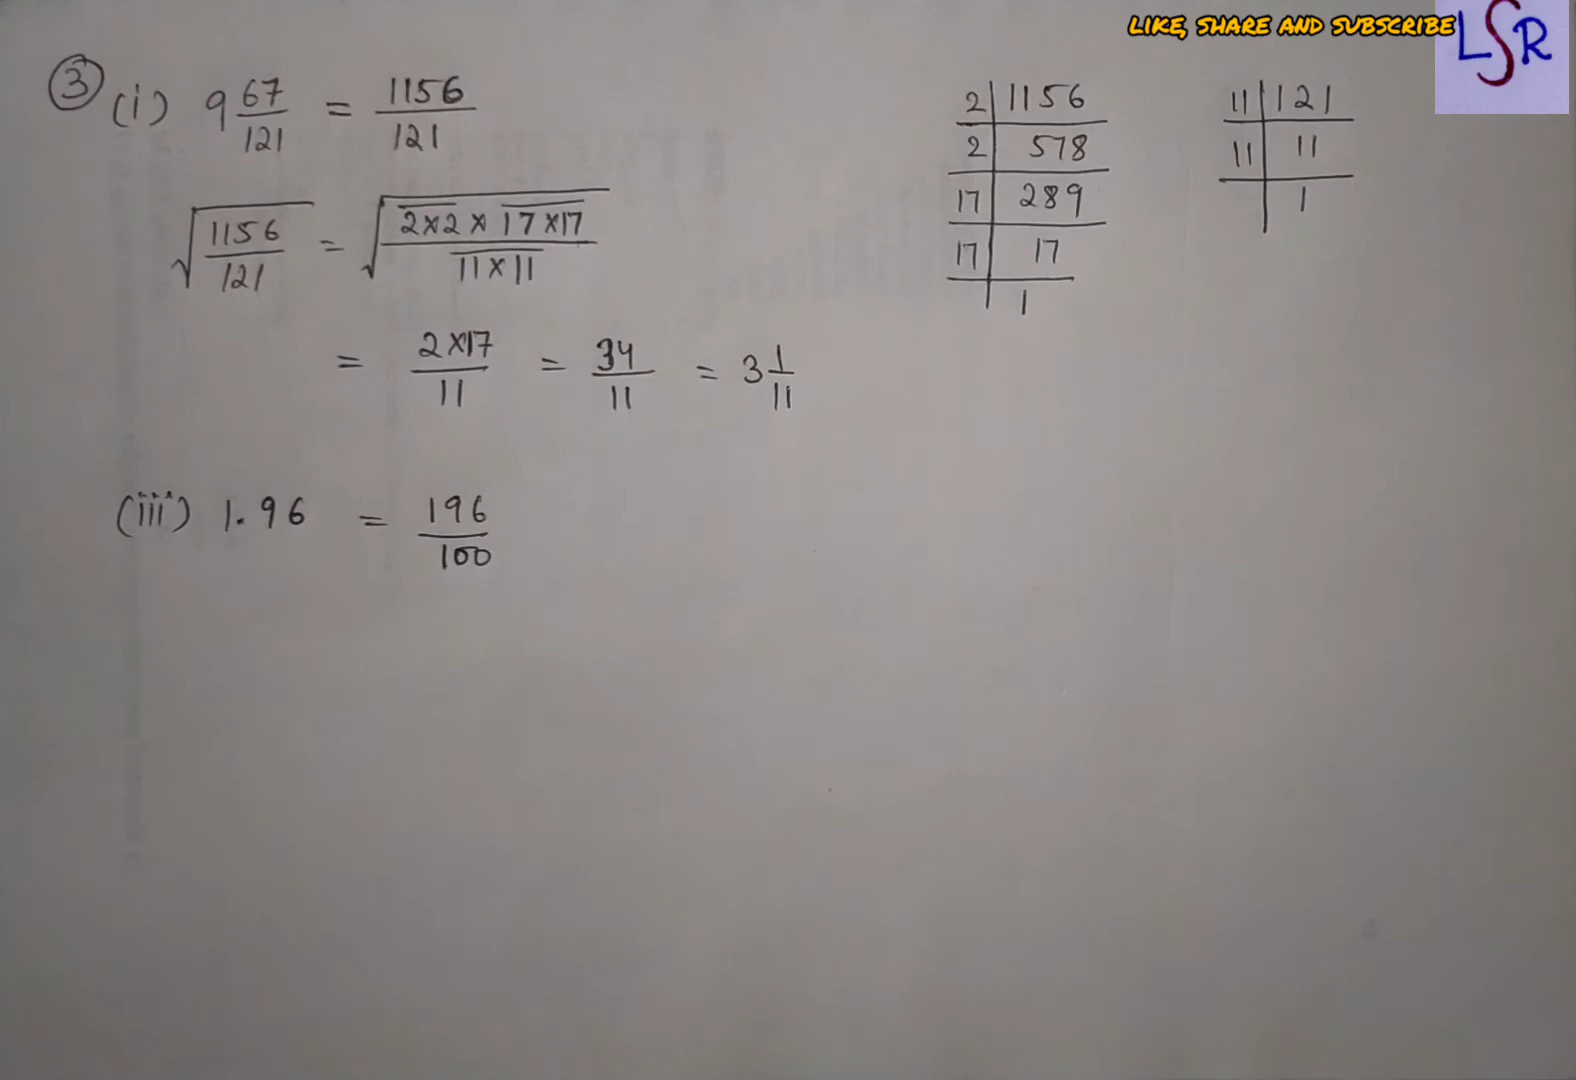 LIKE, SHARE AND SUBSCRIBE
LSR
③ (i) 9 67/121 = 1156/121
√(1156/121) = √(2×2 × 17×17 / 11×11)
= 2×17/11 = 34/11 = 3 1/11
(iii) 1.96 = 196/100
2 | 1156
2 | 578
17 | 289
17 | 17
1
11 | 121
11 | 11
1